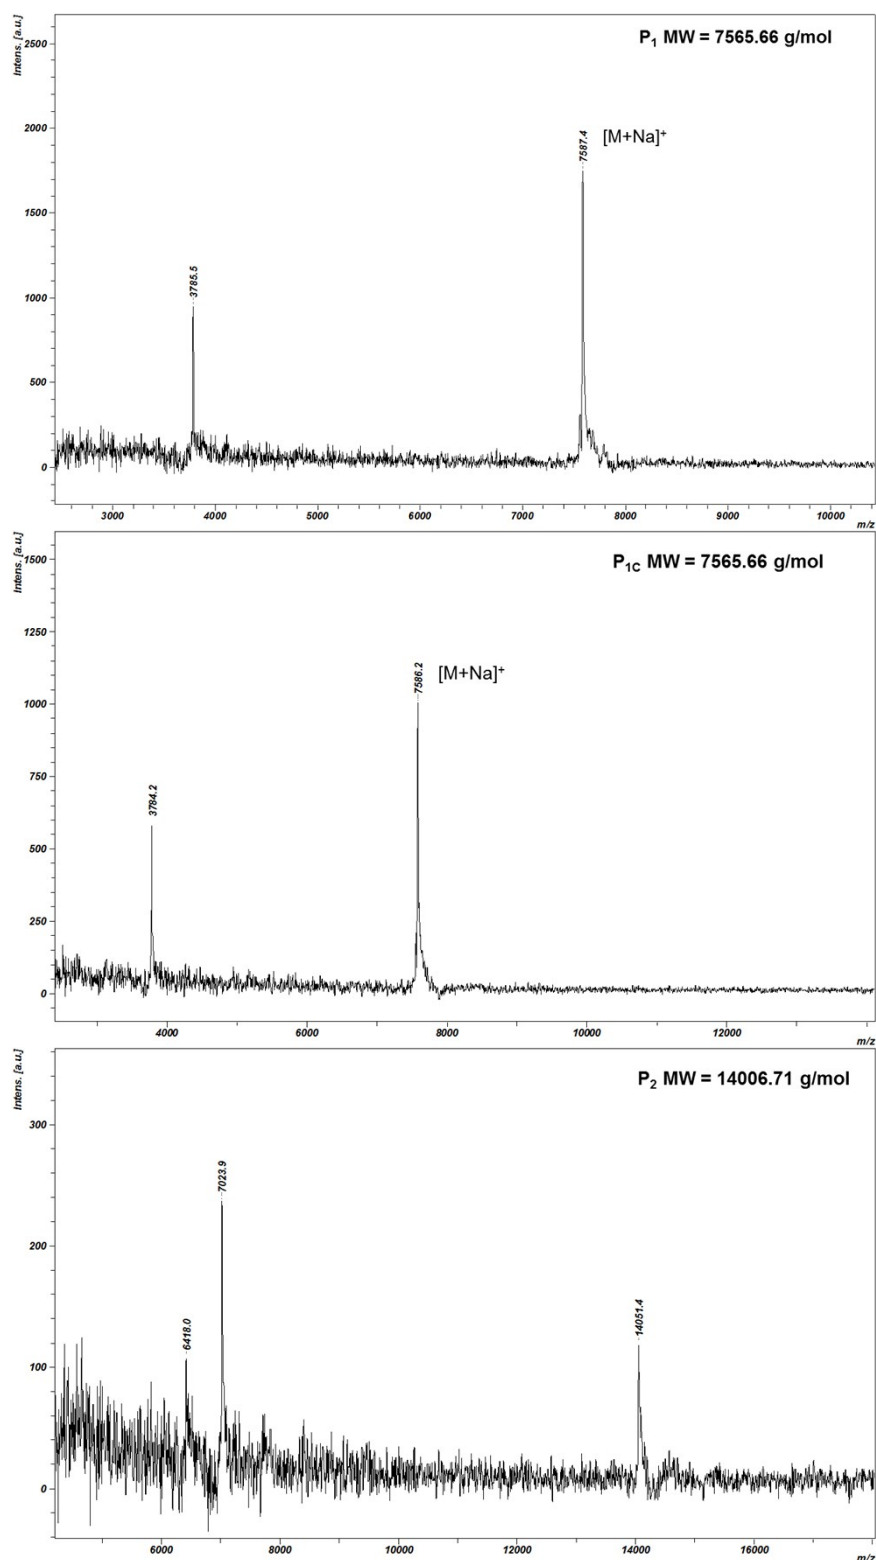 Intens. [a.u.]
P1 MW = 7565.66 g/mol
2500
2000
1500
1000
500
0
7587.4
[M+Na]+
3785.5
3000 4000 5000 6000 7000 8000 9000 10000
m/z
Intens. [a.u.]
P1C MW = 7565.66 g/mol
1500
1250
1000
750
500
250
0
7586.2
[M+Na]+
3784.2
4000 6000 8000 10000 12000
m/z
Intens. [a.u.]
P2 MW = 14006.71 g/mol
300
200
100
0
7023.9
6418.0
14051.4
6000 8000 10000 12000 14000 16000
m/z